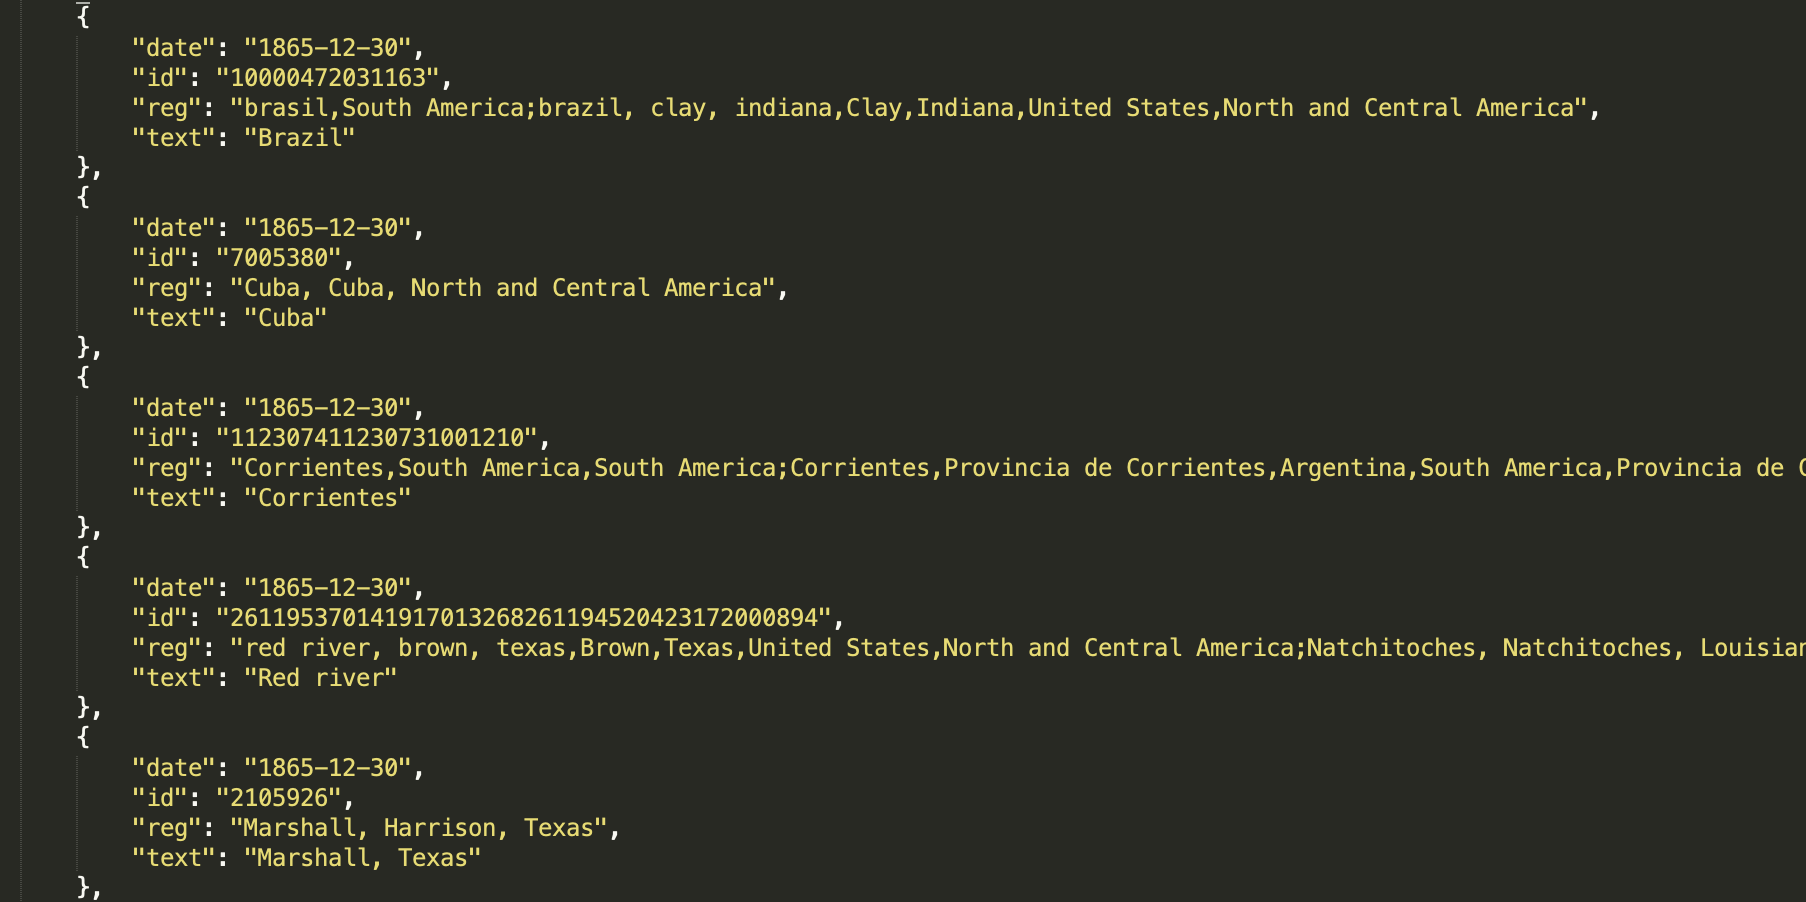 {
"date": "1865-12-30",
"id": "10000472031163",
"reg": "brasil,South America;brazil, clay, indiana,Clay,Indiana,United States,North and Central America",
"text": "Brazil"
},
{
"date": "1865-12-30",
"id": "7005380",
"reg": "Cuba, Cuba, North and Central America",
"text": "Cuba"
},
{
"date": "1865-12-30",
"id": "112307411230731001210",
"reg": "Corrientes,South America,South America;Corrientes,Provincia de Corrientes,Argentina,South America,Provincia de
"text": "Corrientes"
},
{
"date": "1865-12-30",
"id": "261195370141917013268261194520423172000894",
"reg": "red river, brown, texas,Brown,Texas,United States,North and Central America;Natchitoches, Natchitoches, Louisian
"text": "Red river"
},
{
"date": "1865-12-30",
"id": "2105926",
"reg": "Marshall, Harrison, Texas",
"text": "Marshall, Texas"
},